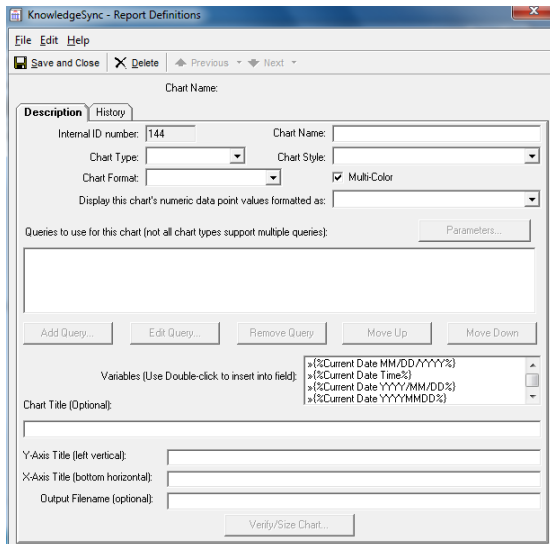 KnowledgeSync - Report Definitions
File Edit Help
Save and Close Delete Previous Next
Chart Name:
Description History
Internal ID number: 144 Chart Name:
Chart Type: Chart Style:
Chart Format: Multi-Color
Display this chart's numeric data point values formatted as:
Queries to use for this chart (not all chart types support multiple queries): Parameters...
Add Query... Edit Query... Remove Query Move Up Move Down
Variables (Use Double-click to insert into field):
»{%Current Date MM/DD/YYYY%}
»{%Current Date Time%}
»{%Current Date YYYY/MM/DD%}
»{%Current Date YYYYMMDD%}
Chart Title (Optional):
Y-Axis Title (left vertical):
X-Axis Title (bottom horizontal):
Output Filename (optional):
Verify/Size Chart...